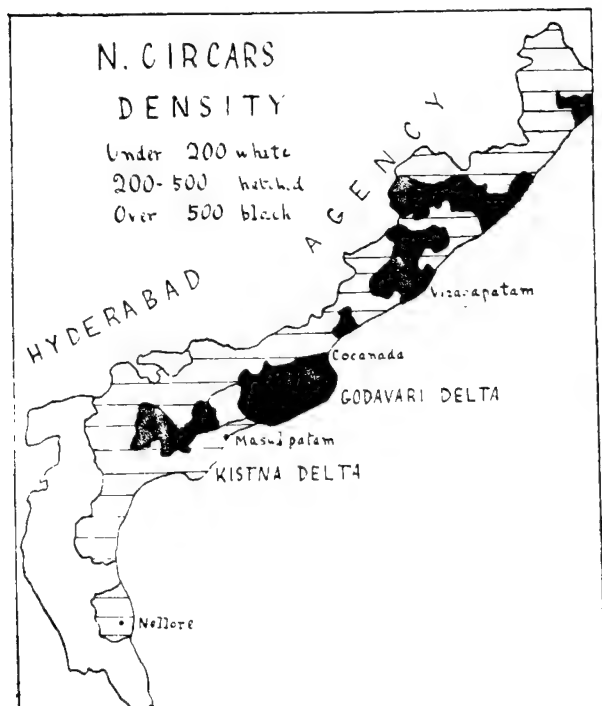 N. CIRCARS
DENSITY
Under 200 white
200-500 hatched
Over 500 black
AGENCY
HYDERABAD
Vizagapatam
Cocanada
GODAVARI DELTA
Masulpatam
KISTNA DELTA
Nellore